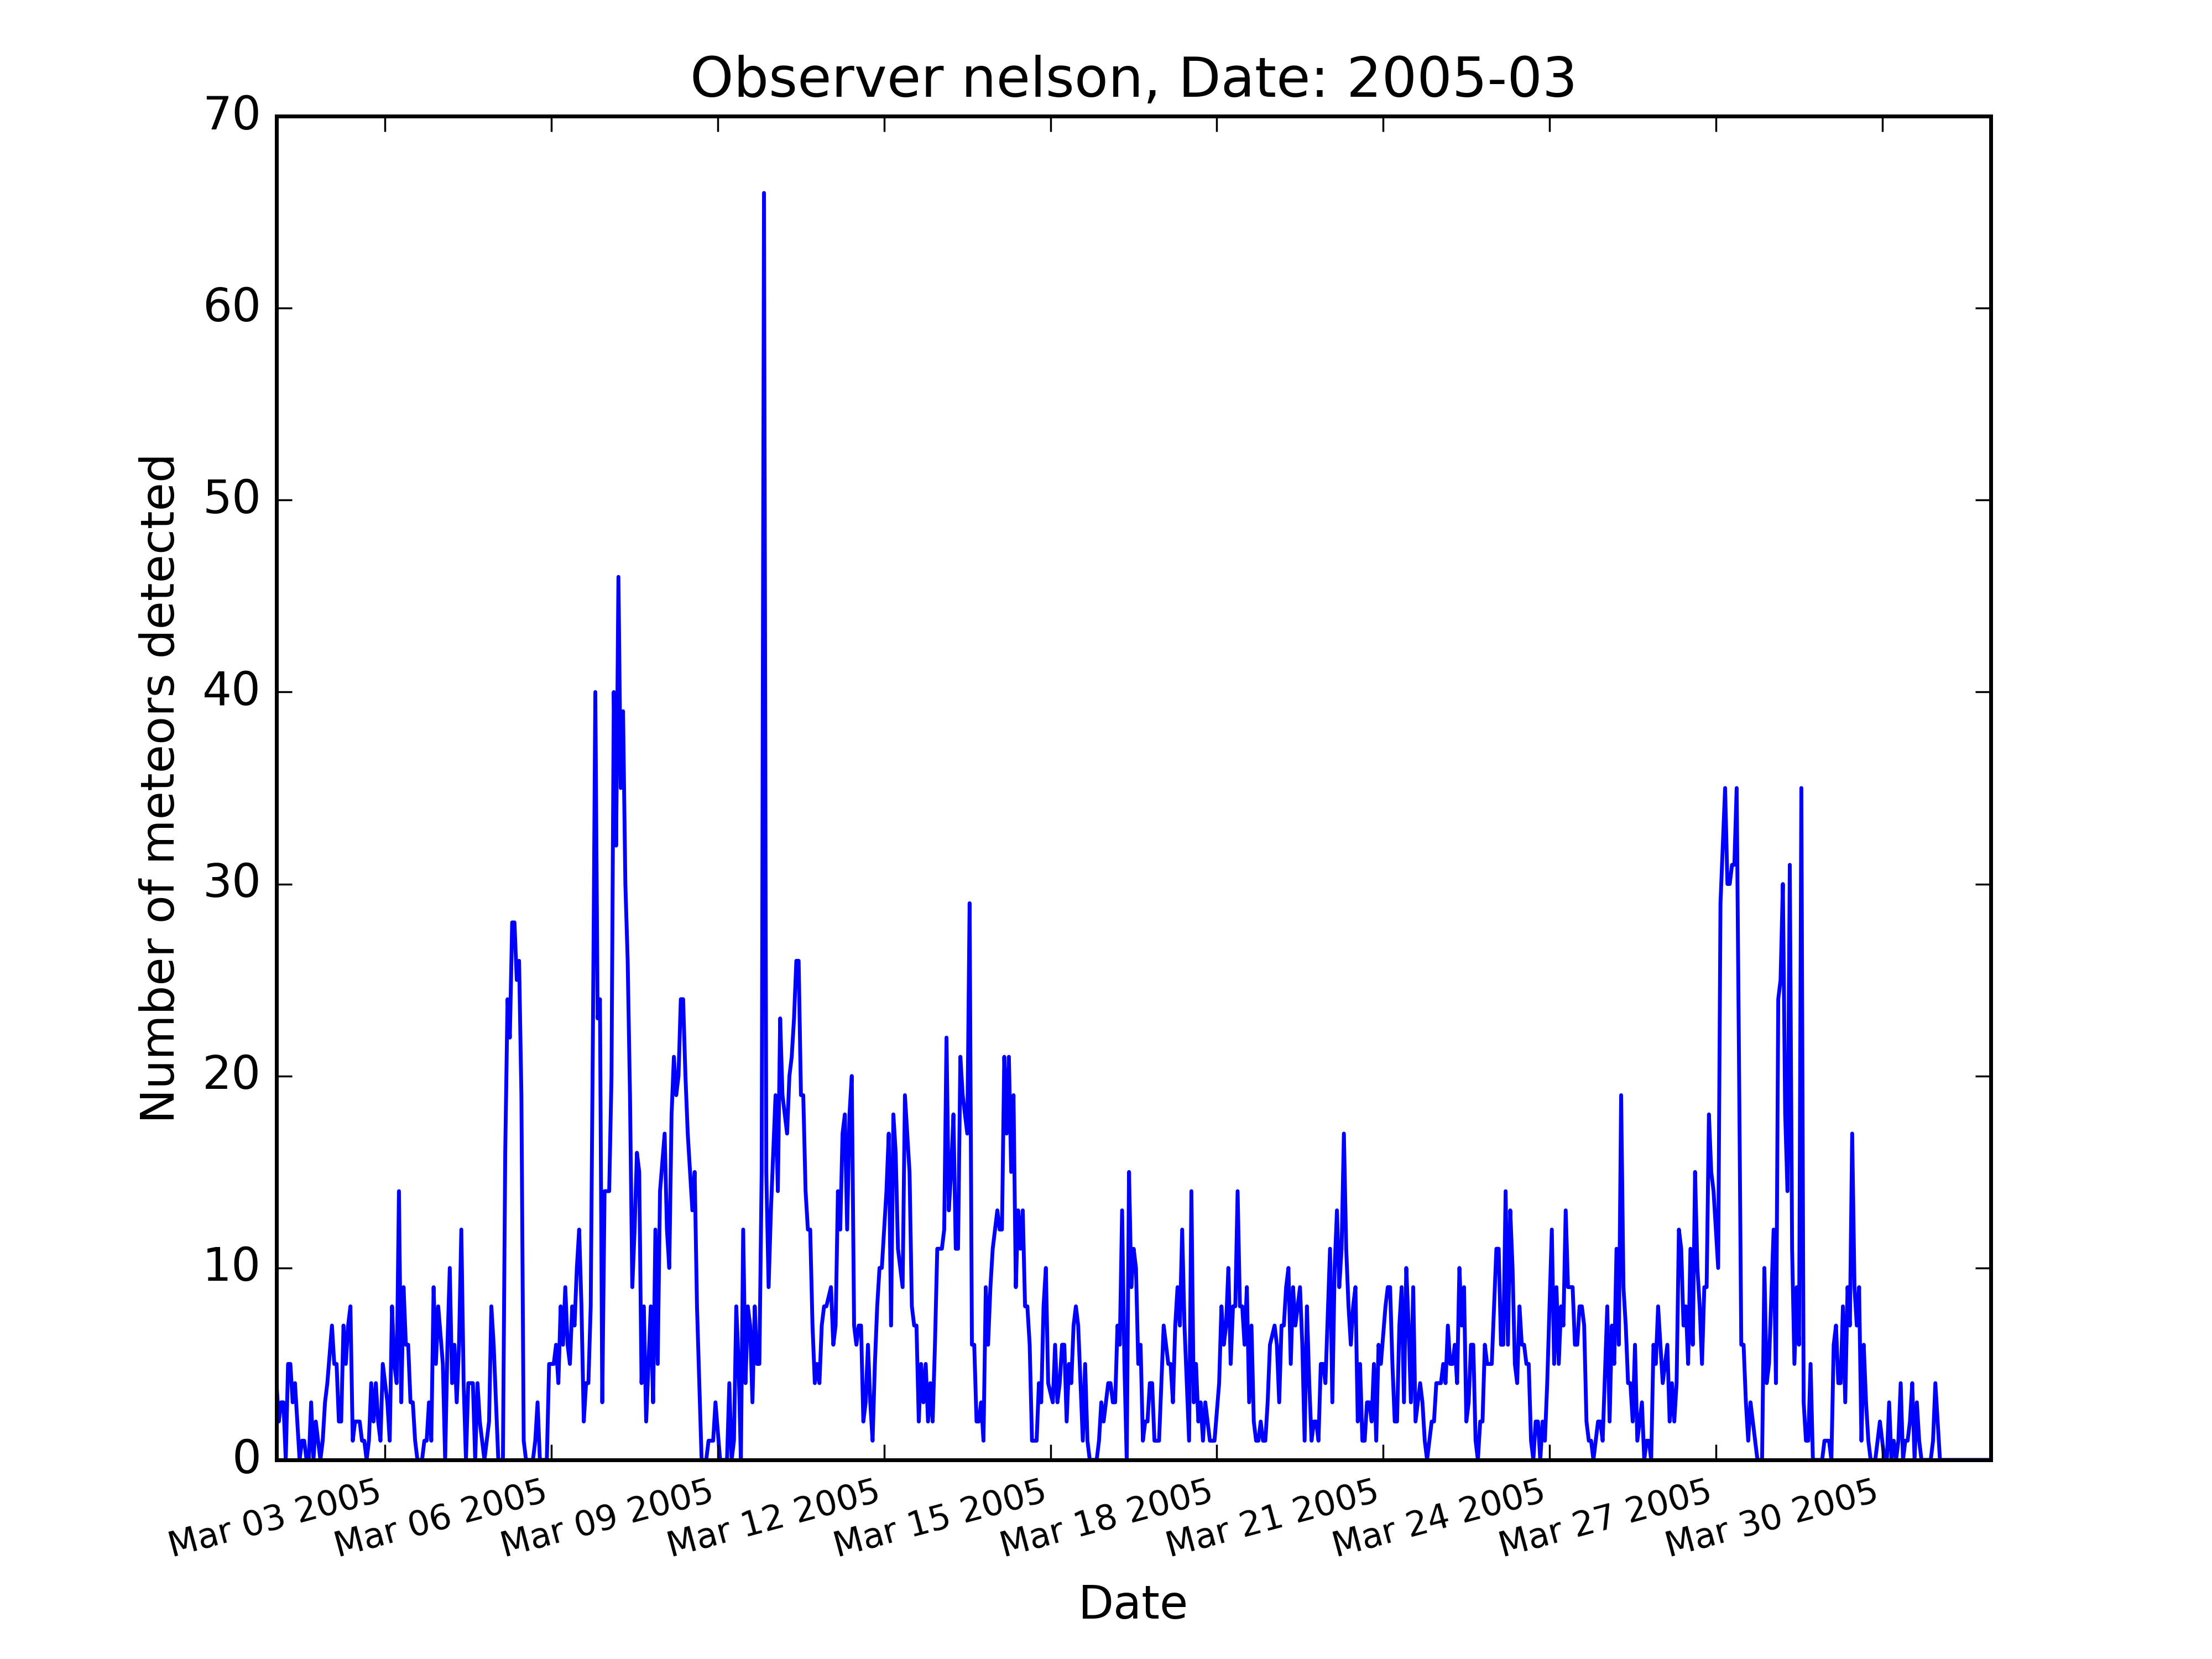 Observer nelson, Date: 2005-03
70
60
50
40
30
20
10
0
Number of meteors detected
Mar 03 2005
Mar 06 2005
Mar 09 2005
Mar 12 2005
Mar 15 2005
Mar 18 2005
Mar 21 2005
Mar 24 2005
Mar 27 2005
Mar 30 2005
Date